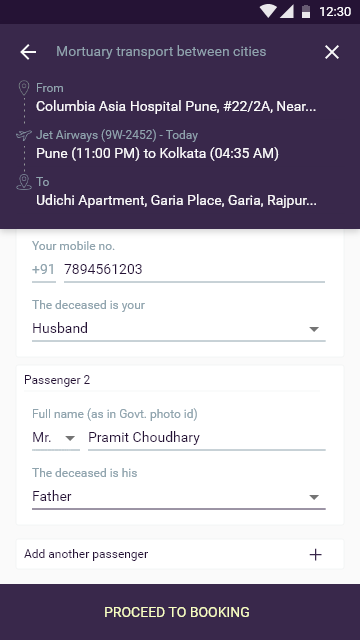 12:30
Mortuary transport between cities
From
Columbia Asia Hospital Pune, #22/2A, Near...
Jet Airways (9W-2452) - Today
Pune (11:00 PM) to Kolkata (04:35 AM)
To
Udichi Apartment, Garia Place, Garia, Rajpur...
Your mobile no.
+91 7894561203
The deceased is your
Husband
Passenger 2
Full name (as in Govt. photo id)
Mr. Pramit Choudhary
The deceased is his
Father
Add another passenger
PROCEED TO BOOKING